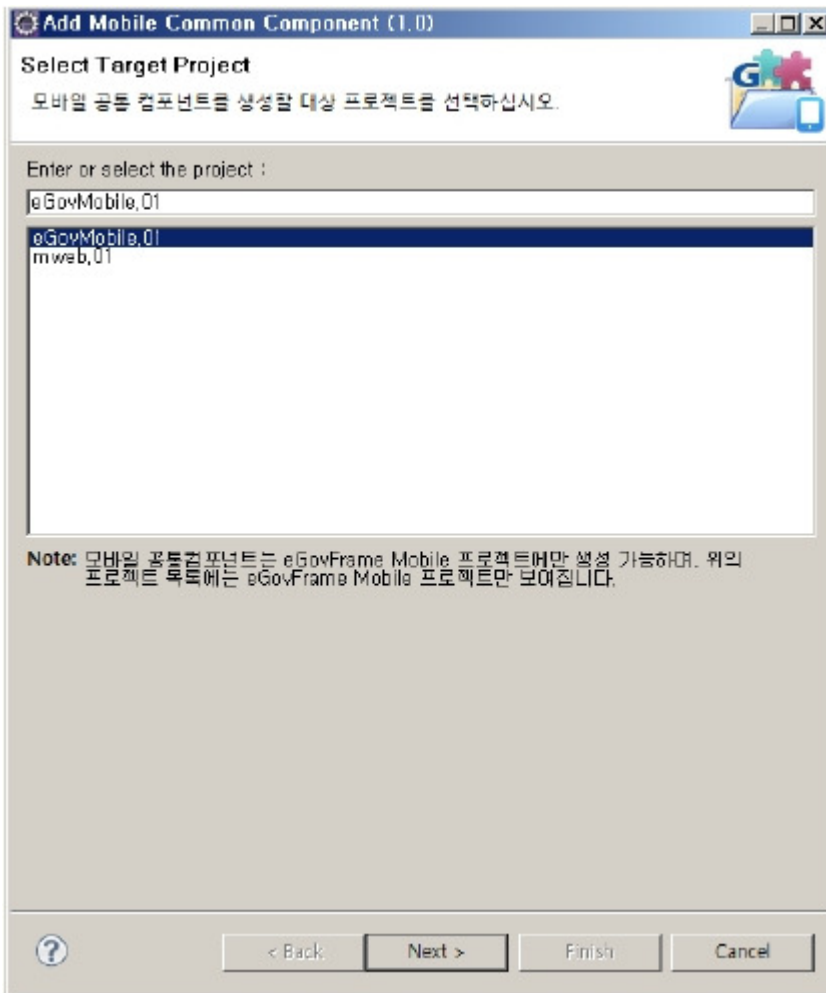 Add Mobile Common Component (1.0)
Select Target Project
모바일 공통 컴포넌트를 생성할 대상 프로젝트를 선택하십시오.
G
Enter or select the project :
eGovMobile.01
eGovMobile.01
mweb.01
Note: 모바일 공통컴포넌트는 eGovFrame Mobile 프로젝트에만 생성 가능하며, 위의
프로젝트 목록에는 eGovFrame Mobile 프로젝트만 보여집니다.
?
< Back
Next >
Finish
Cancel